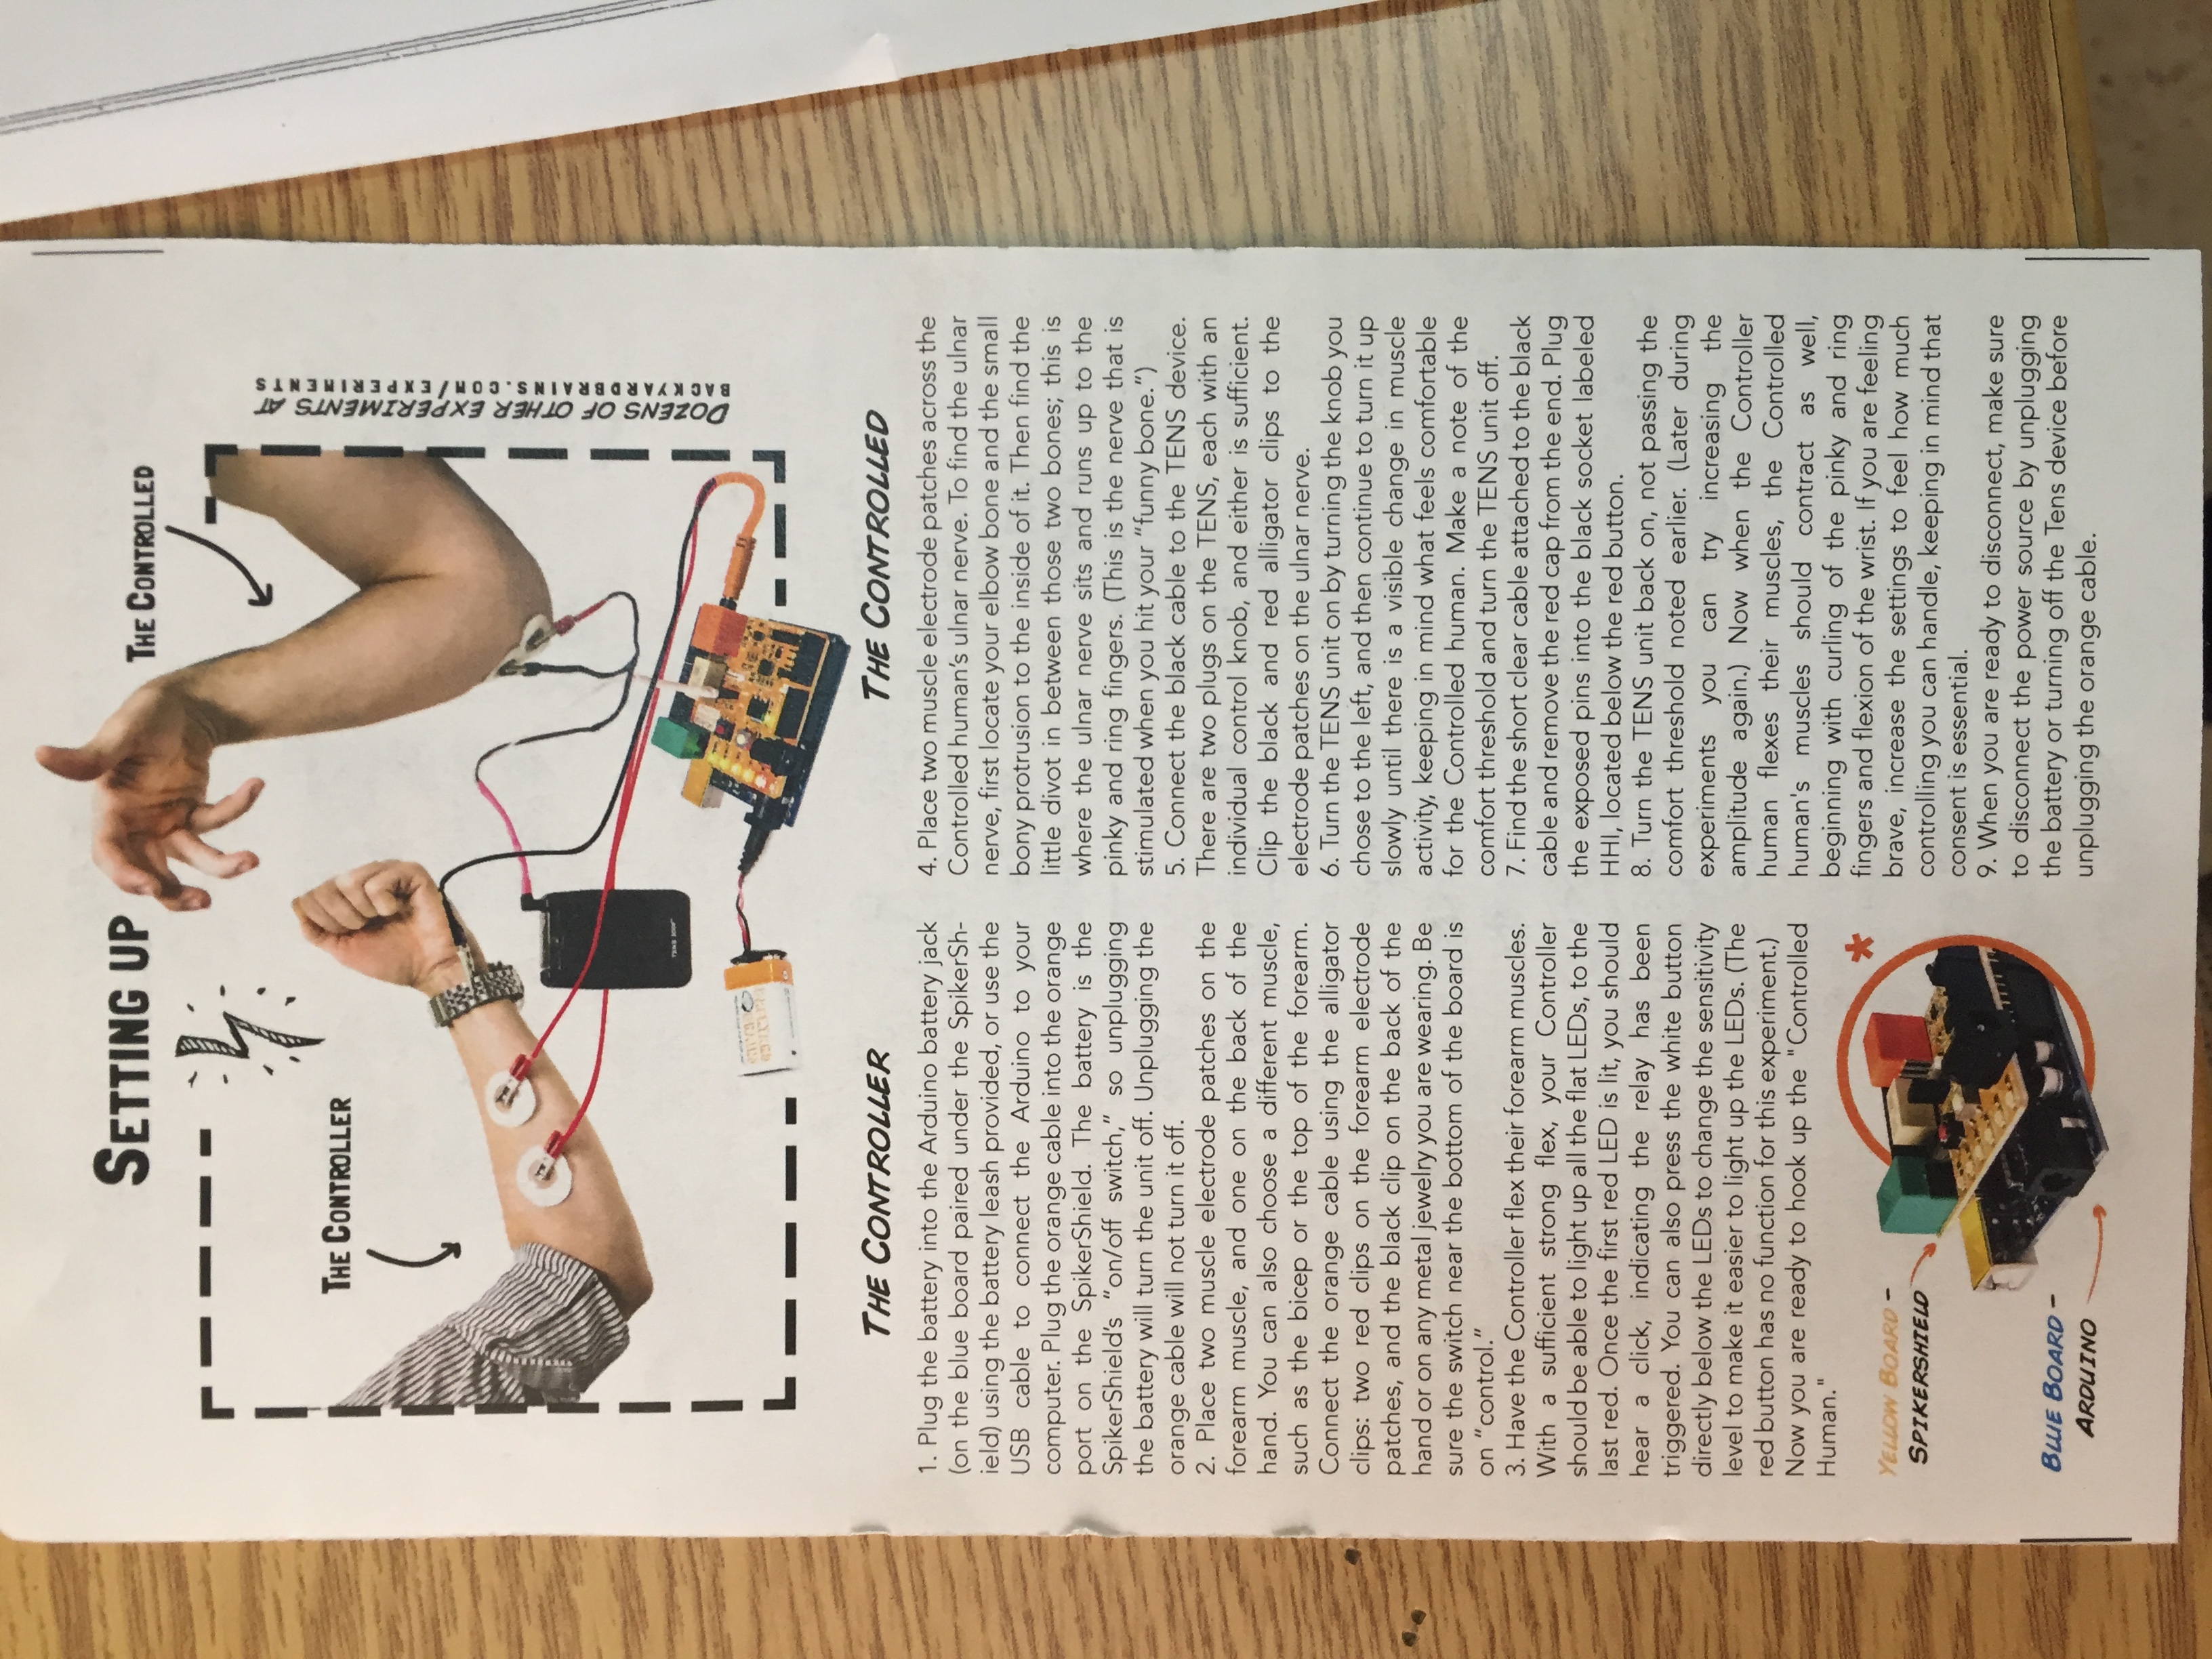 SETTING UP
THE CONTROLLED
THE CONTROLLER
DOZENS OF OTHER EXPERIMENTS AT
BACKYARDBRAINS.COM/EXPERIMENTS
THE CONTROLLER
1. Plug the battery into the Arduino battery jack
(on the blue board paired under the SpikerSh-
ield) using the battery leash provided, or use the
USB cable to connect the Arduino to your
computer. Plug the orange cable into the orange
port on the SpikerShield. The battery is the
SpikerShield's "on/off switch," so unplugging
the battery will turn the unit off. Unplugging the
orange cable will not turn it off.
2. Place two muscle electrode patches on the
forearm muscle, and one on the back of the
hand. You can also choose a different muscle,
such as the bicep or the top of the forearm.
Connect the orange cable using the alligator
clips: two red clips on the forearm electrode
patches, and the black clip on the back of the
hand or on any metal jewelry you are wearing. Be
sure the switch near the bottom of the board is
on "control."
3. Have the Controller flex their forearm muscles.
With a sufficient strong flex, your Controller
should be able to light up all the flat LEDs, to the
last red. Once the first red LED is lit, you should
hear a click, indicating the relay has been
triggered. You can also press the white button
directly below the LEDs to change the sensitivity
level to make it easier to light up the LEDs. (The
red button has no function for this experiment.)
Now you are ready to hook up the "Controlled
Human."
YELLOW BOARD -
SPIKERSHIELD
*
BLUE BOARD -
ARDUINO
THE CONTROLLED
4. Place two muscle electrode patches across the
Controlled human's ulnar nerve. To find the ulnar
nerve, first locate your elbow bone and the small
bony protrusion to the inside of it. Then find the
little divot in between those two bones; this is
where the ulnar nerve sits and runs up to the
pinky and ring fingers. (This is the nerve that is
stimulated when you hit your "funny bone.")
5. Connect the black cable to the TENS device.
There are two plugs on the TENS, each with an
individual control knob, and either is sufficient.
Clip the black and red alligator clips to the
electrode patches on the ulnar nerve.
6. Turn the TENS unit on by turning the knob you
chose to the left, and then continue to turn it up
slowly until there is a visible change in muscle
activity, keeping in mind what feels comfortable
for the Controlled human. Make a note of the
comfort threshold and turn the TENS unit off.
7. Find the short clear cable attached to the black
cable and remove the red cap from the end. Plug
the exposed pins into the black socket labeled
HHI, located below the red button.
8. Turn the TENS unit back on, not passing the
comfort threshold noted earlier. (Later during
experiments you can try increasing the
amplitude again.) Now when the Controller
human flexes their muscles, the Controlled
human's muscles should contract as well,
beginning with curling of the pinky and ring
fingers and flexion of the wrist. If you are feeling
brave, increase the settings to feel how much
controlling you can handle, keeping in mind that
consent is essential.
9. When you are ready to disconnect, make sure
to disconnect the power source by unplugging
the battery or turning off the Tens device before
unplugging the orange cable.